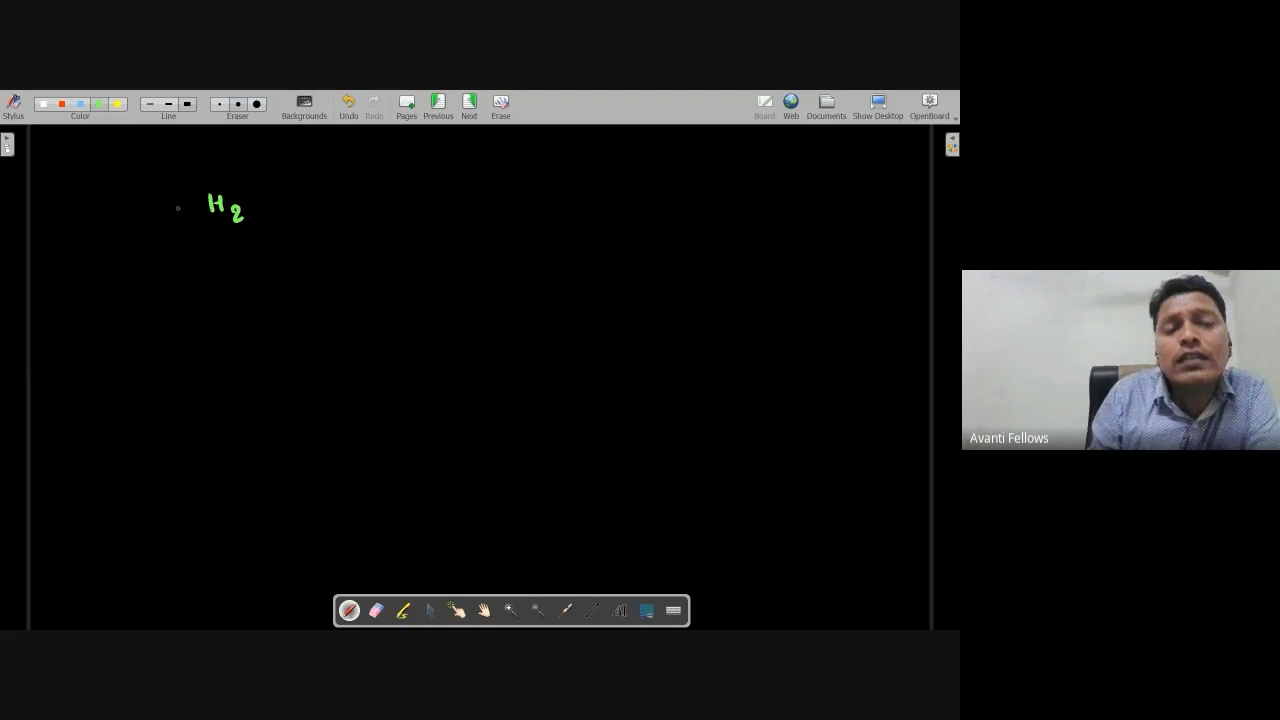 Stylus Color Line Eraser Backgrounds Undo Redo Pages Previous Next Erase Board Web Documents Show Desktop OpenBoard
H2
Avanti Fellows
AI